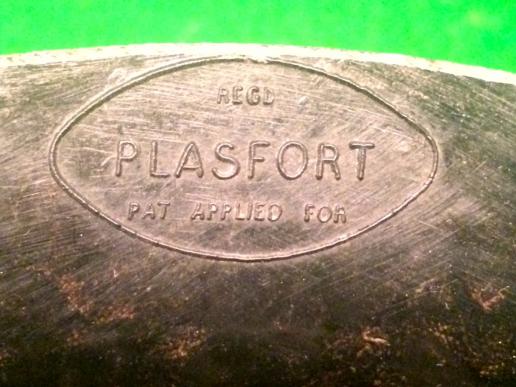 REGD
PLASFORT
PAT APPLIED FOR